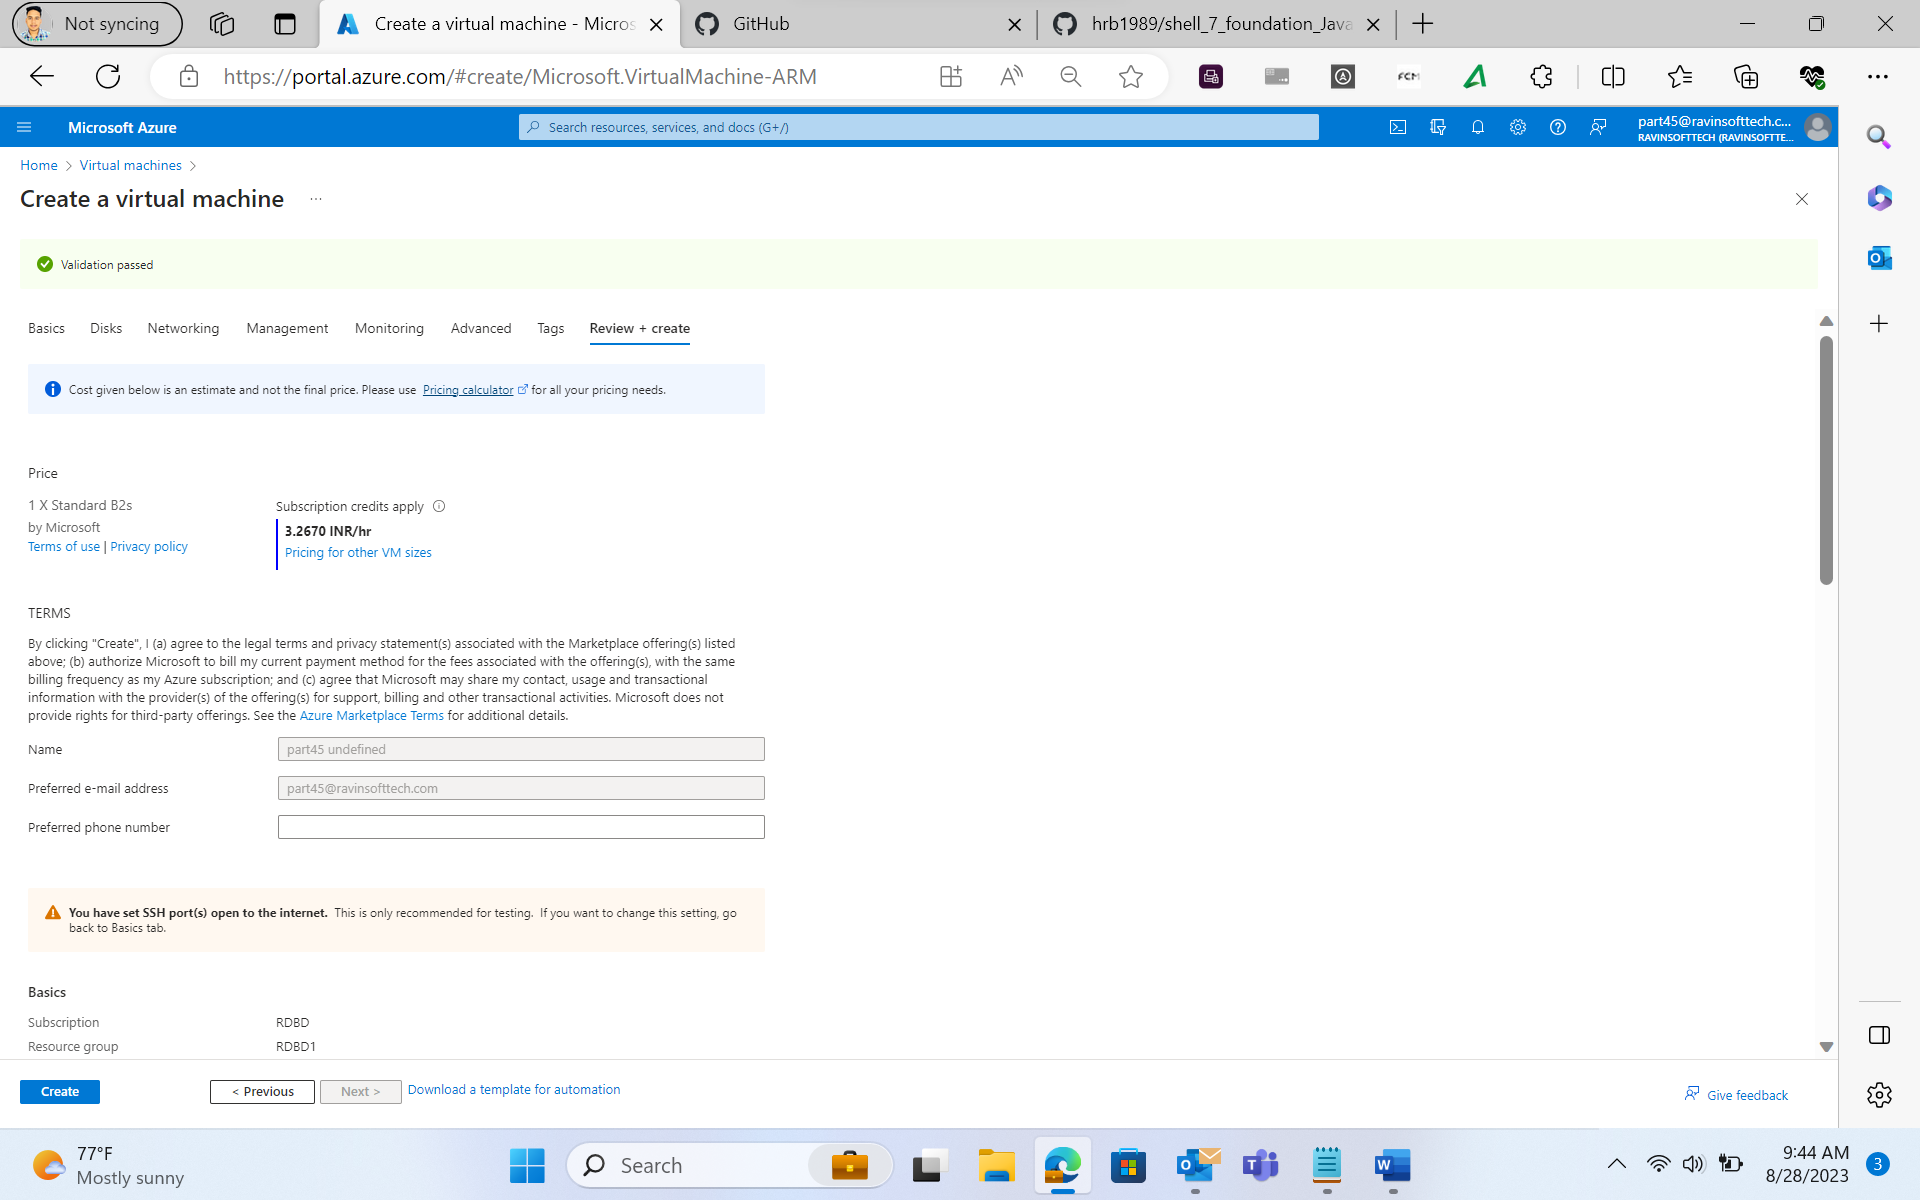 Not syncing
Create a virtual machine - Micros
GitHub
hrb1989/shell_7_foundation_Java
https://portal.azure.com/#create/Microsoft.VirtualMachine-ARM
FCM
Microsoft Azure
Search resources, services, and docs (G+/)
part45@ravinsofttech.c...
RAVINSOFTTECH (RAVINSOFTTE...
Home > Virtual machines >
Create a virtual machine ...
Validation passed
Basics Disks Networking Management Monitoring Advanced Tags Review + create
Cost given below is an estimate and not the final price. Please use Pricing calculator for all your pricing needs.
Price
1 X Standard B2s
by Microsoft
Terms of use | Privacy policy
Subscription credits apply
3.2670 INR/hr
Pricing for other VM sizes
TERMS
By clicking "Create", I (a) agree to the legal terms and privacy statement(s) associated with the Marketplace offering(s) listed
above; (b) authorize Microsoft to bill my current payment method for the fees associated with the offering(s), with the same
billing frequency as my Azure subscription; and (c) agree that Microsoft may share my contact, usage and transactional
information with the provider(s) of the offering(s) for support, billing and other transactional activities. Microsoft does not
provide rights for third-party offerings. See the Azure Marketplace Terms for additional details.
Name part45 undefined
Preferred e-mail address part45@ravinsofttech.com
Preferred phone number
You have set SSH port(s) open to the internet. This is only recommended for testing. If you want to change this setting, go
back to Basics tab.
Basics
Subscription RDBD
Resource group RDBD1
Create < Previous Next > Download a template for automation
Give feedback
77°F
Mostly sunny
Search
9:44 AM
8/28/2023
3